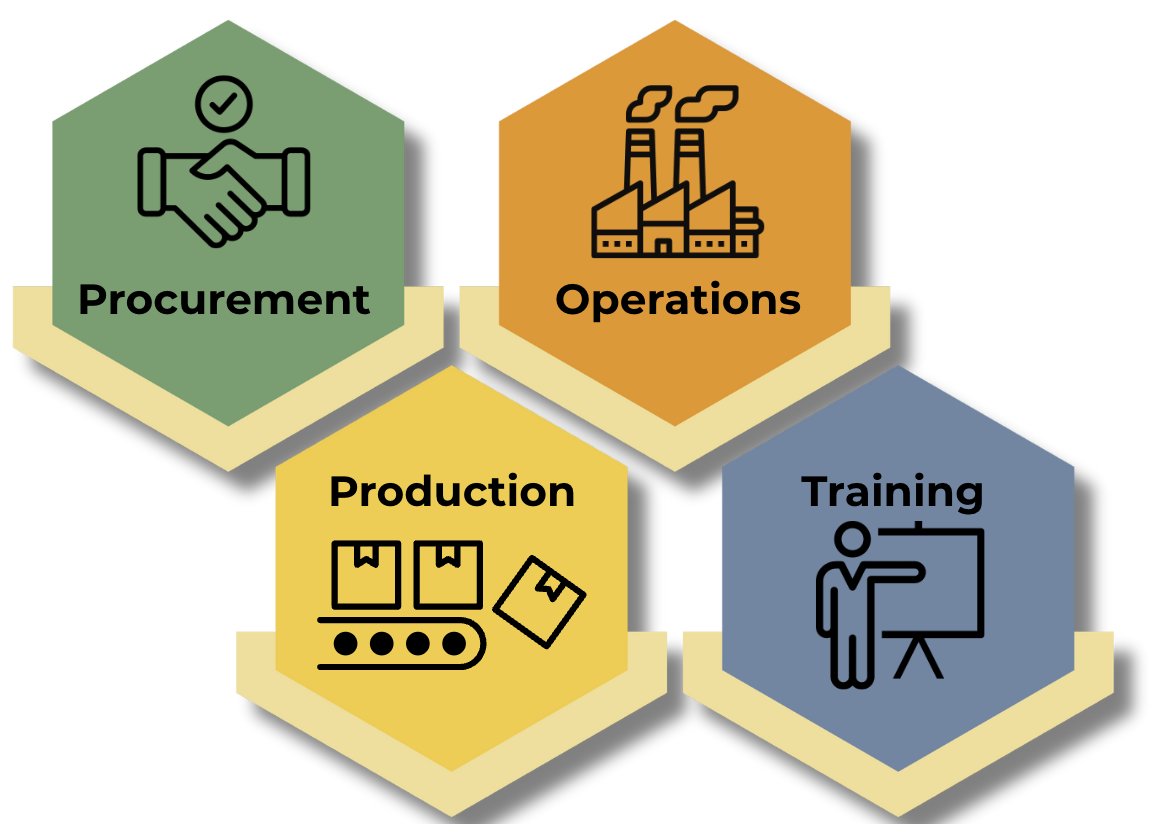 Procurement
Operations
Production
Training